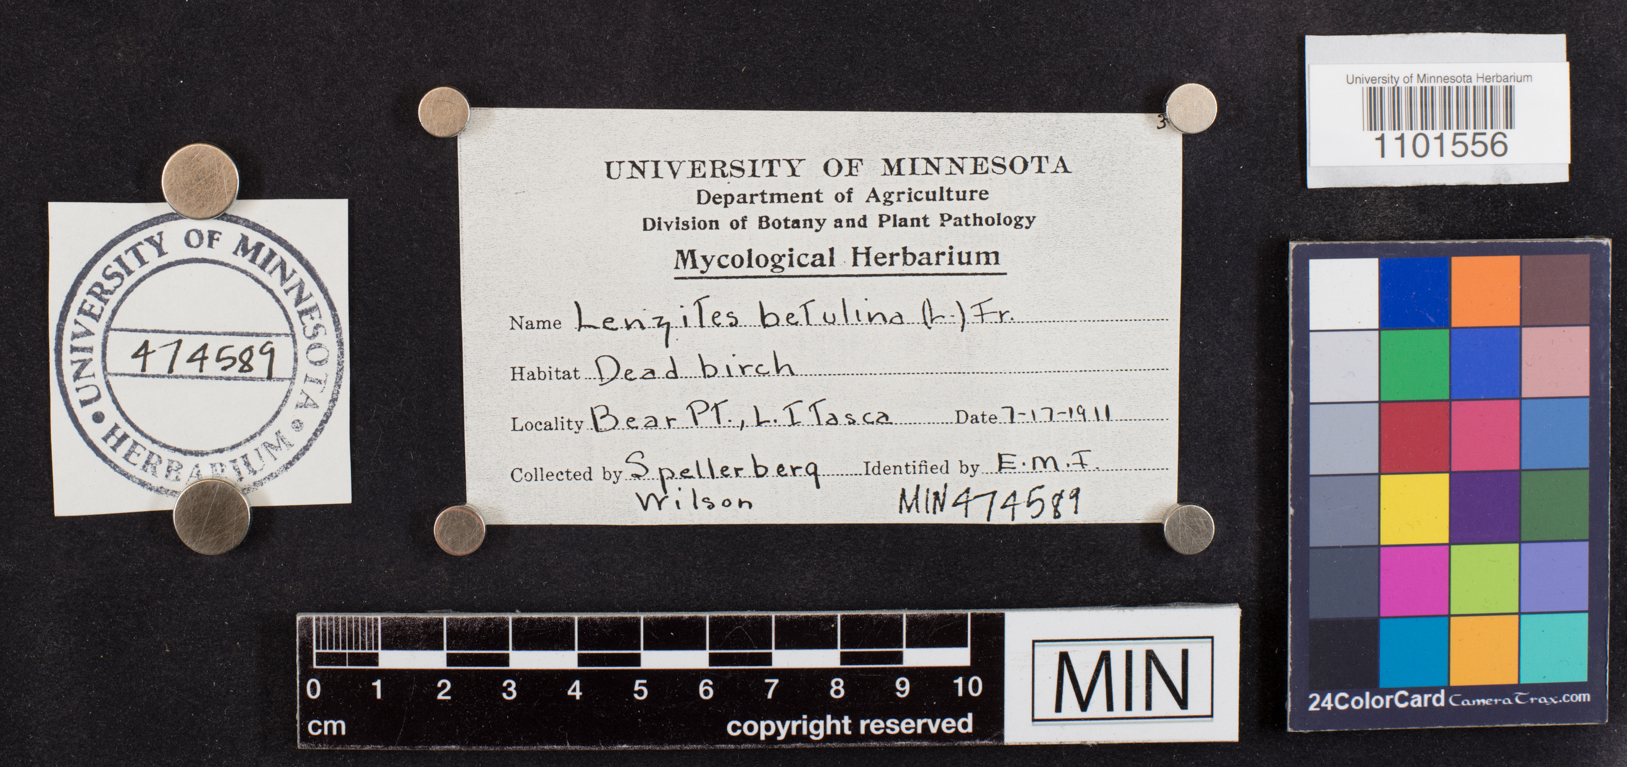 UNIVERSITY OF MINNESOTA
HERBARIUM
474589
3
UNIVERSITY OF MINNESOTA
Department of Agriculture
Division of Botany and Plant Pathology
Mycological Herbarium
Name Lenzites betulina (L.) Fr.
Habitat Dead birch
Locality Bear Pt., L. Itasca Date 7-17-1911
Collected by Spellerberg Identified by E.M.F.
Wilson MIN 474589
University of Minnesota Herbarium
1101556
0 1 2 3 4 5 6 7 8 9 10
cm copyright reserved
MIN
24ColorCard CameraTrax.com